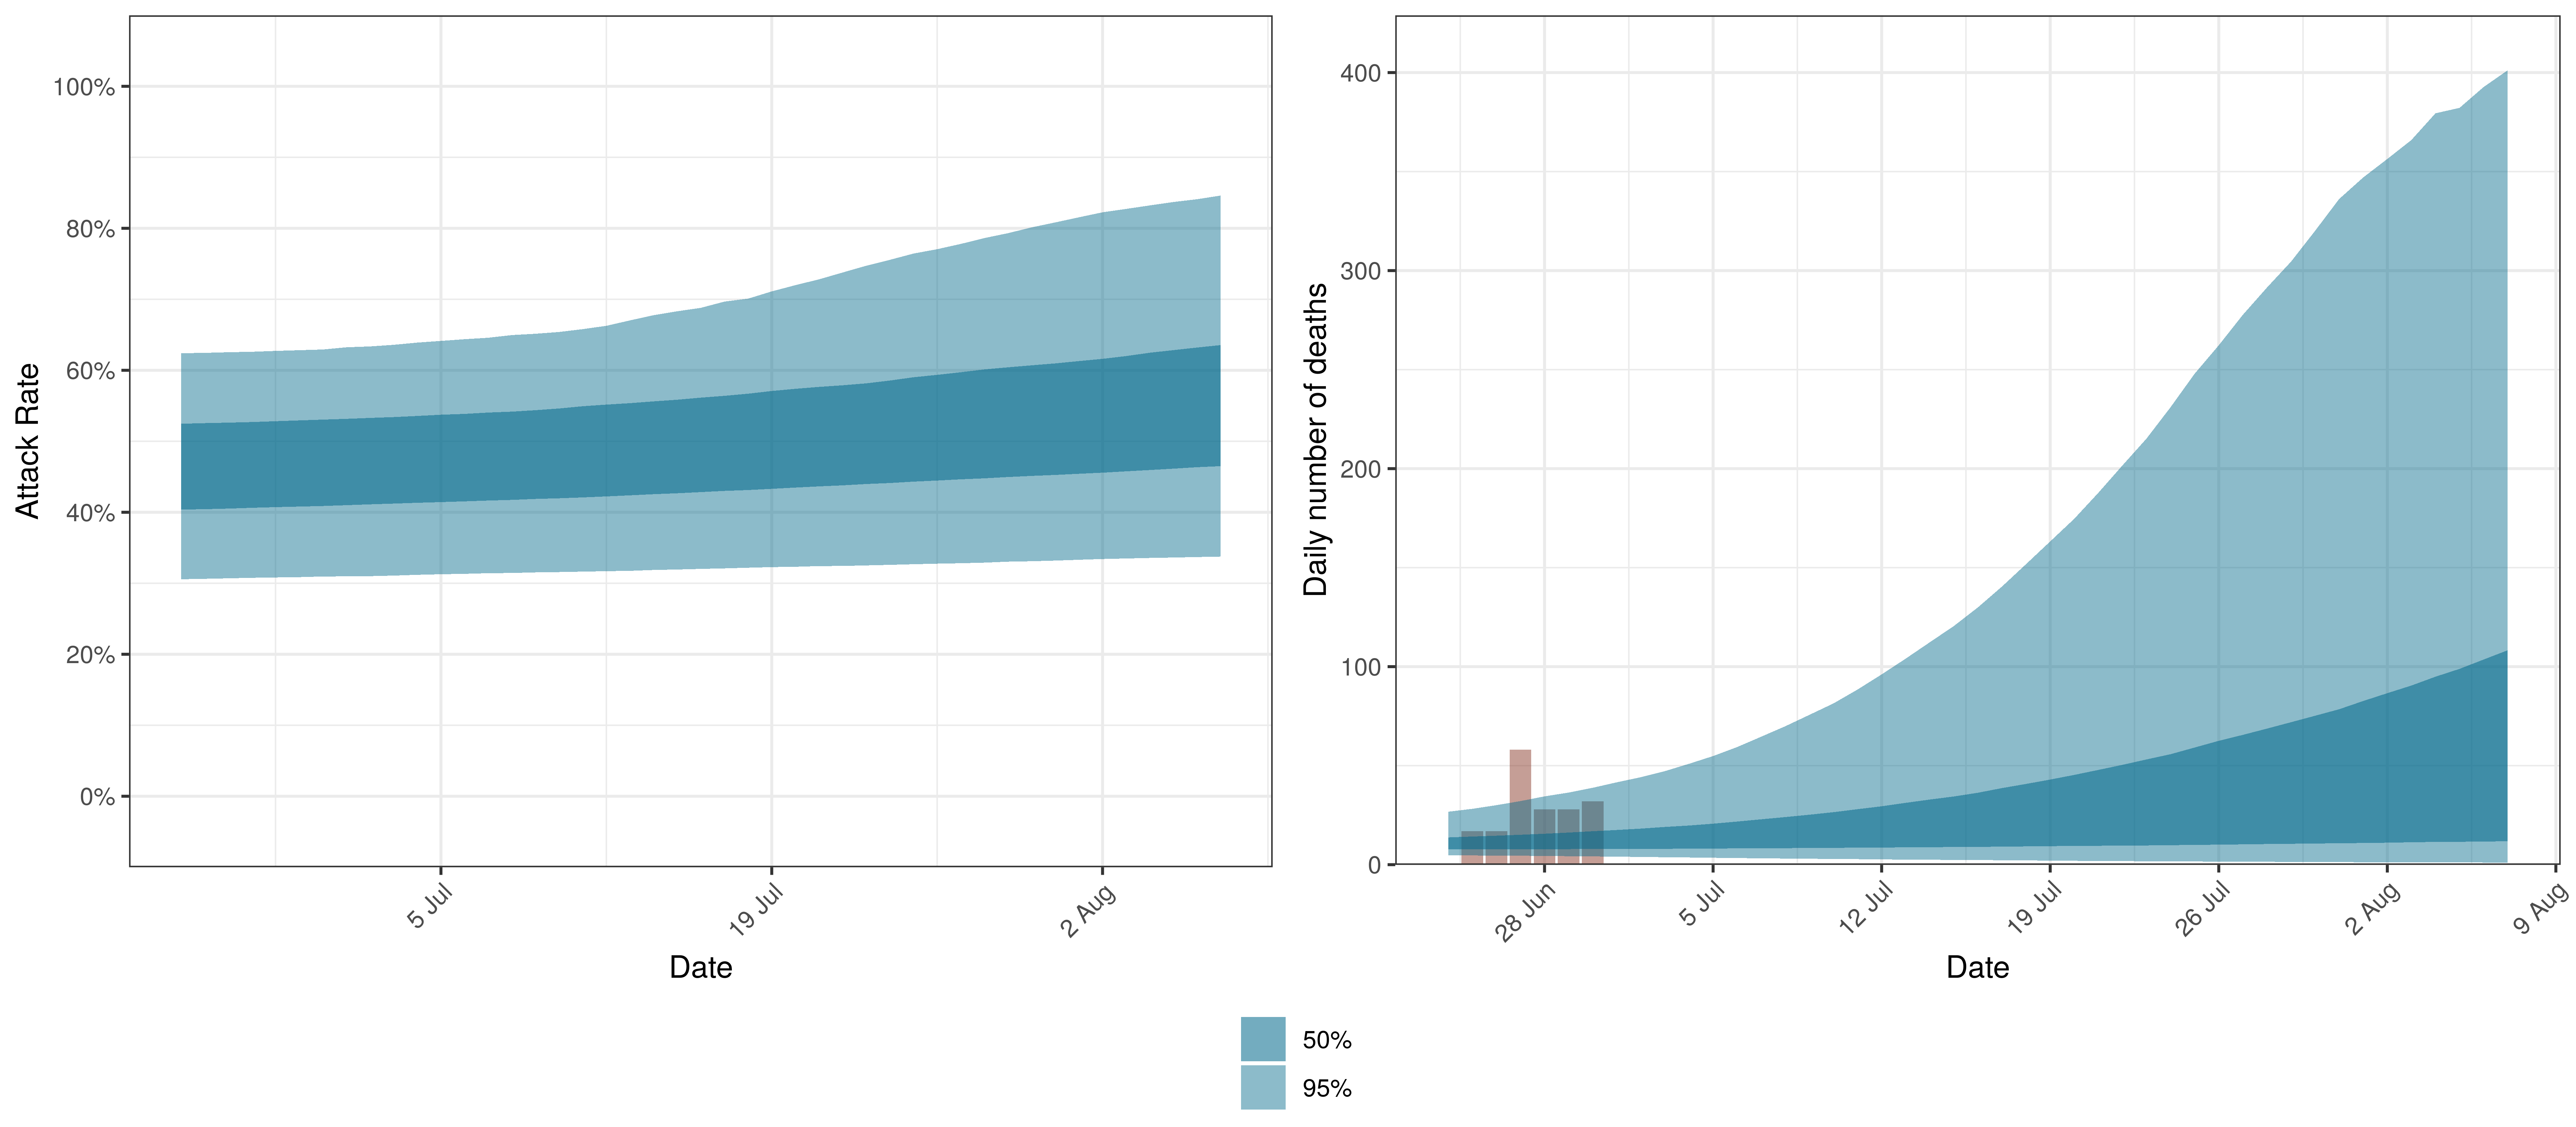 Attack Rate
100%
80%
60%
40%
20%
0%
5 Jul
19 Jul
2 Aug
Date
Daily number of deaths
400
300
200
100
0
28 Jun
5 Jul
12 Jul
19 Jul
26 Jul
2 Aug
9 Aug
Date
50%
95%